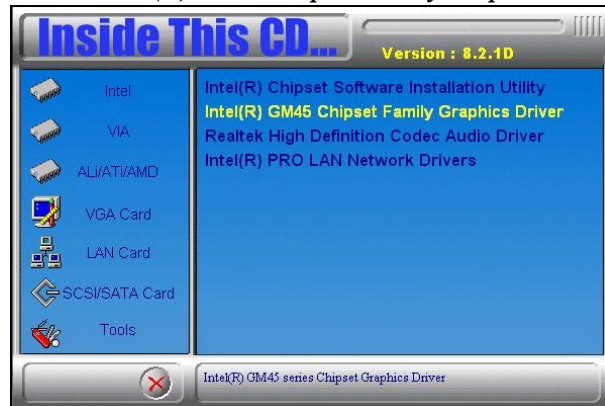 Inside This CD...
Version : 8.2.1D
Intel
VIA
ALi/ATi/AMD
VGA Card
LAN Card
SCSI/SATA Card
Tools
Intel(R) Chipset Software Installation Utility
Intel(R) GM45 Chipset Family Graphics Driver
Realtek High Definition Codec Audio Driver
Intel(R) PRO LAN Network Drivers
Intel(R) GM45 series Chipset Graphics Driver